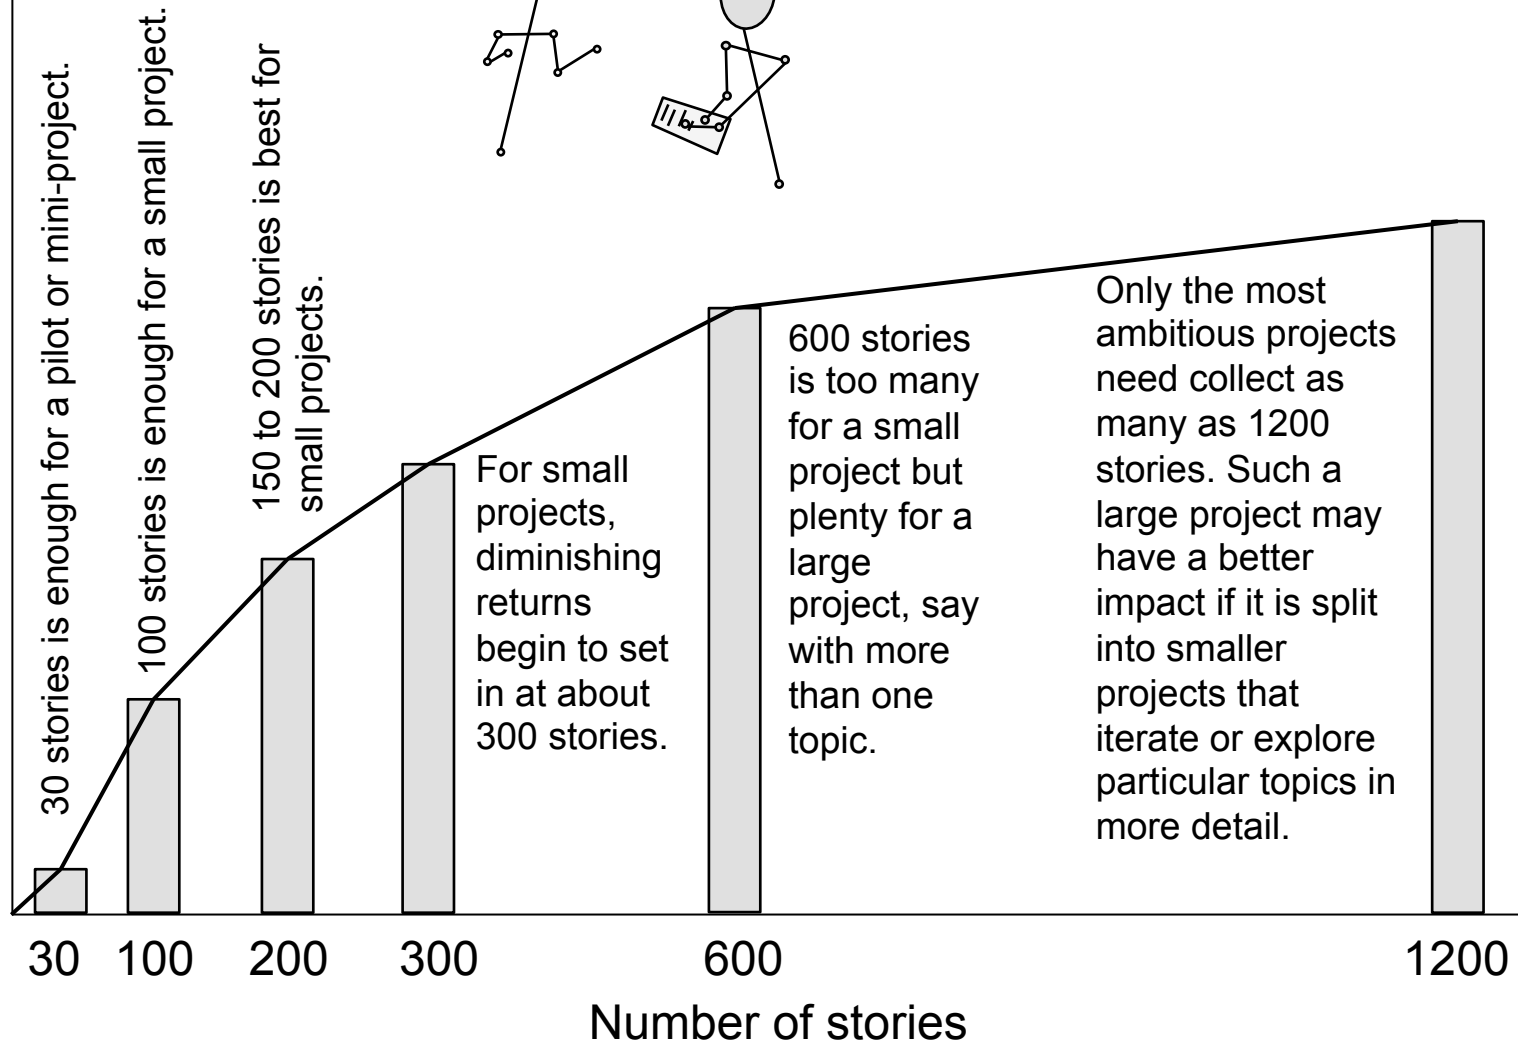 30 stories is enough for a pilot or mini-project.
100 stories is enough for a small project.
150 to 200 stories is best for
small projects.
For small
projects,
diminishing
returns
begin to set
in at about
300 stories.
600 stories
is too many
for a small
project but
plenty for a
large
project, say
with more
than one
topic.
Only the most
ambitious projects
need collect as
many as 1200
stories. Such a
large project may
have a better
impact if it is split
into smaller
projects that
iterate or explore
particular topics in
more detail.
30 100 200 300 600 1200
Number of stories